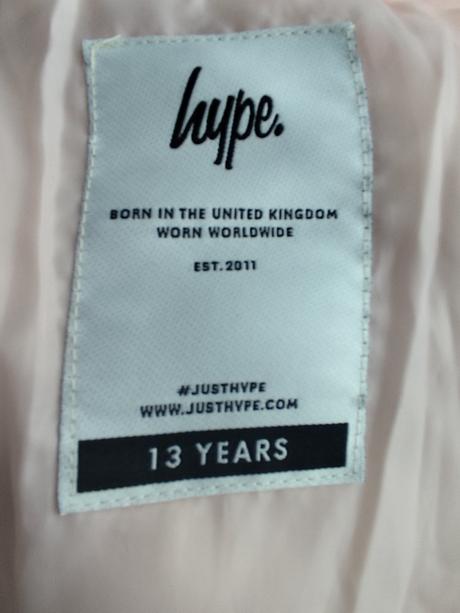 hype.
BORN IN THE UNITED KINGDOM
WORN WORLDWIDE
EST. 2011
#JUSTHYPE
WWW.JUSTHYPE.COM
13 YEARS